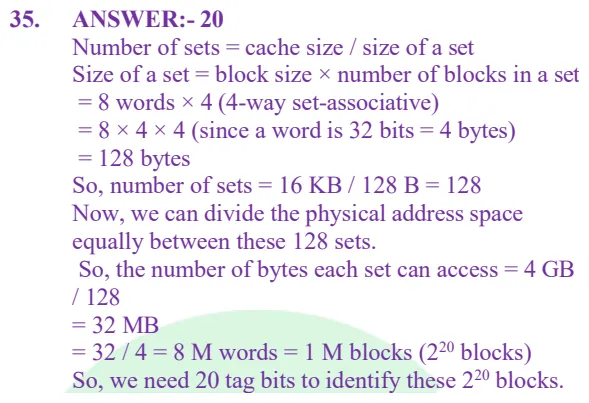 35. ANSWER:- 20
Number of sets = cache size / size of a set
Size of a set = block size × number of blocks in a set
= 8 words × 4 (4-way set-associative)
= 8 × 4 × 4 (since a word is 32 bits = 4 bytes)
= 128 bytes
So, number of sets = 16 KB / 128 B = 128
Now, we can divide the physical address space
equally between these 128 sets.
So, the number of bytes each set can access = 4 GB
/ 128
= 32 MB
= 32 / 4 = 8 M words = 1 M blocks (2²⁰ blocks)
So, we need 20 tag bits to identify these 2²⁰ blocks.